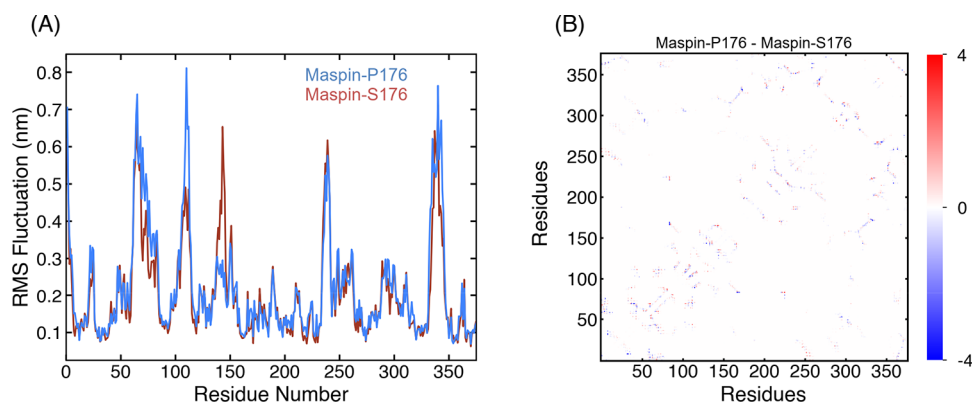 (A)
RMS Fluctuation (nm)
0.8
0.7
0.6
0.5
0.4
0.3
0.2
0.1
Maspin-P176
Maspin-S176
0 50 100 150 200 250 300 350
Residue Number
(B)
Maspin-P176 - Maspin-S176
Residues
350
300
250
200
150
100
50
50 100 150 200 250 300 350
Residues
4
0
-4